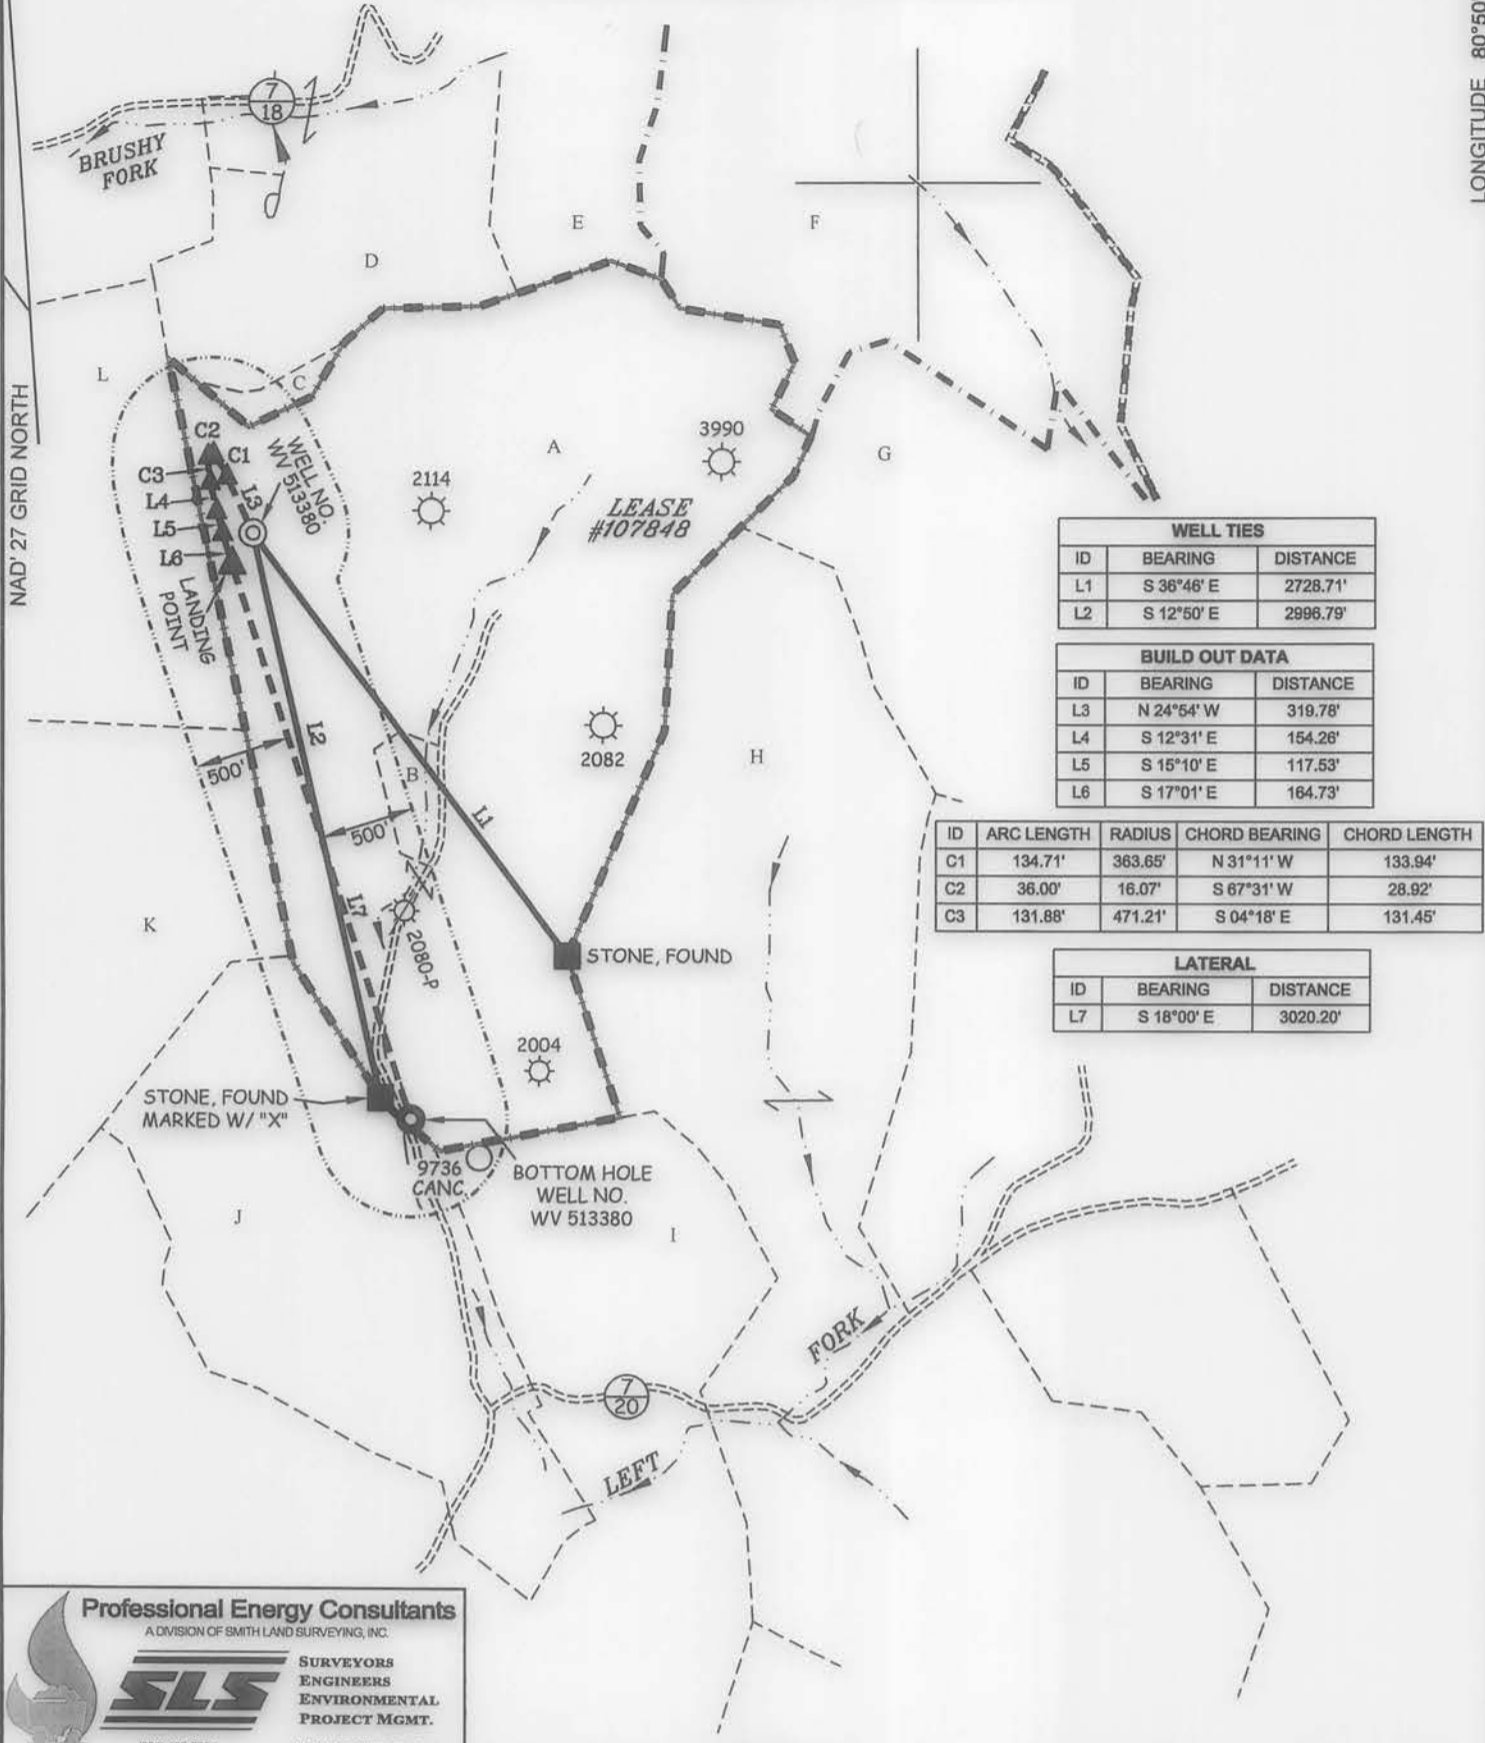 LONGITUDE 80°50
7
18
BRUSHY
FORK
NAD' 27 GRID NORTH
E
F
D
L
C
A
G
3990
2114
LEASE
#107848
C2
C1
C3
L4
L3
L5
L6
WELL NO.
WV 513380
LANDING
POINT
WELL TIES
ID BEARING DISTANCE
L1 S 36°46' E 2728.71'
L2 S 12°50' E 2996.79'
BUILD OUT DATA
ID BEARING DISTANCE
L3 N 24°54' W 319.78'
L4 S 12°31' E 154.26'
L5 S 15°10' E 117.53'
L6 S 17°01' E 164.73'
ID ARC LENGTH RADIUS CHORD BEARING CHORD LENGTH
C1 134.71' 363.65' N 31°11' W 133.94'
C2 36.00' 16.07' S 67°31' W 28.92'
C3 131.88' 471.21' S 04°18' E 131.45'
LATERAL
ID BEARING DISTANCE
L7 S 18°00' E 3020.20'
L2
2082
H
B
500'
L1
500'
L7
K
2080-P
STONE, FOUND
2004
STONE, FOUND
MARKED W/ "X"
9736
CANC
BOTTOM HOLE
WELL NO.
WV 513380
J
I
FORK
7
20
LEFT
Professional Energy Consultants
A DIVISION OF SMITH LAND SURVEYING, INC.
SLS
SURVEYORS
ENGINEERS
ENVIRONMENTAL
PROJECT MGMT.